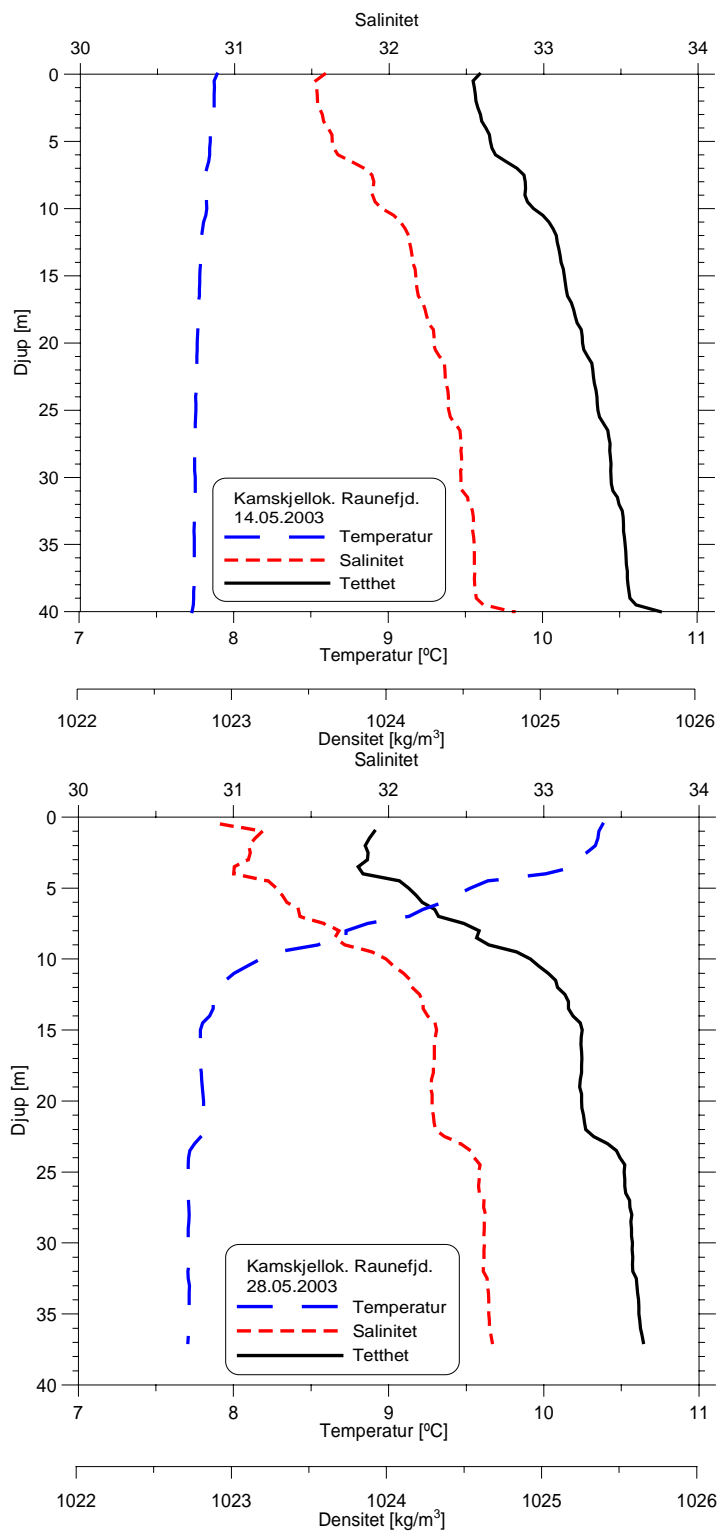 Salinitet
30 31 32 33 34
0
5
10
15
20
25
30
35
40
Djup [m]
Kamskjellok. Raunefjd.
14.05.2003
Temperatur
Salinitet
Tetthet
7 8 9 10 11
Temperatur [ºC]
1022 1023 1024 1025 1026
Densitet [kg/m³]
Salinitet
30 31 32 33 34
0
5
10
15
20
25
30
35
40
Djup [m]
Kamskjellok. Raunefjd.
28.05.2003
Temperatur
Salinitet
Tetthet
7 8 9 10 11
Temperatur [ºC]
1022 1023 1024 1025 1026
Densitet [kg/m³]